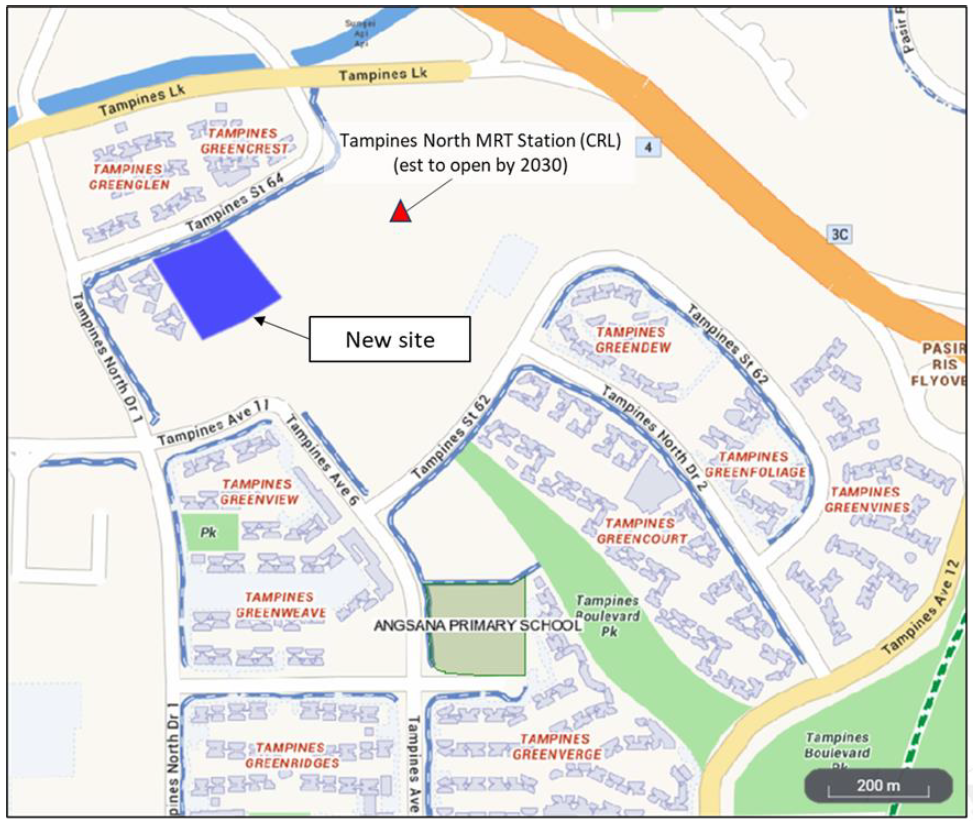 Sungei
Api
Api
Pasir R
Tampines Lk
Tampines Lk
TAMPINES
GREENCREST
TAMPINES
GREENGLEN
Tampines North MRT Station (CRL)
(est to open by 2030)
4
Tampines St 64
3C
New site
Tampines North Dr 1
TAMPINES
GREENDEW
Tampines St 62
PASIR
RIS
FLYOVE
Tampines Ave 11
Tampines Ave 6
Tampines St 62
Tampines North Dr 2
TAMPINES
GREENFOLIAGE
TAMPINES
GREENVIEW
TAMPINES
GREENVINES
Pk
TAMPINES
GREENCOURT
TAMPINES
GREENWEAVE
Tampines
Boulevard
Pk
ANGSANA PRIMARY SCHOOL
Tampines Ave 12
TAMPINES
GREENRIDGES
TAMPINES
GREENVERGE
pines North Dr 1
Tampines Ave
Tampines
Boulevard
Pk
200 m